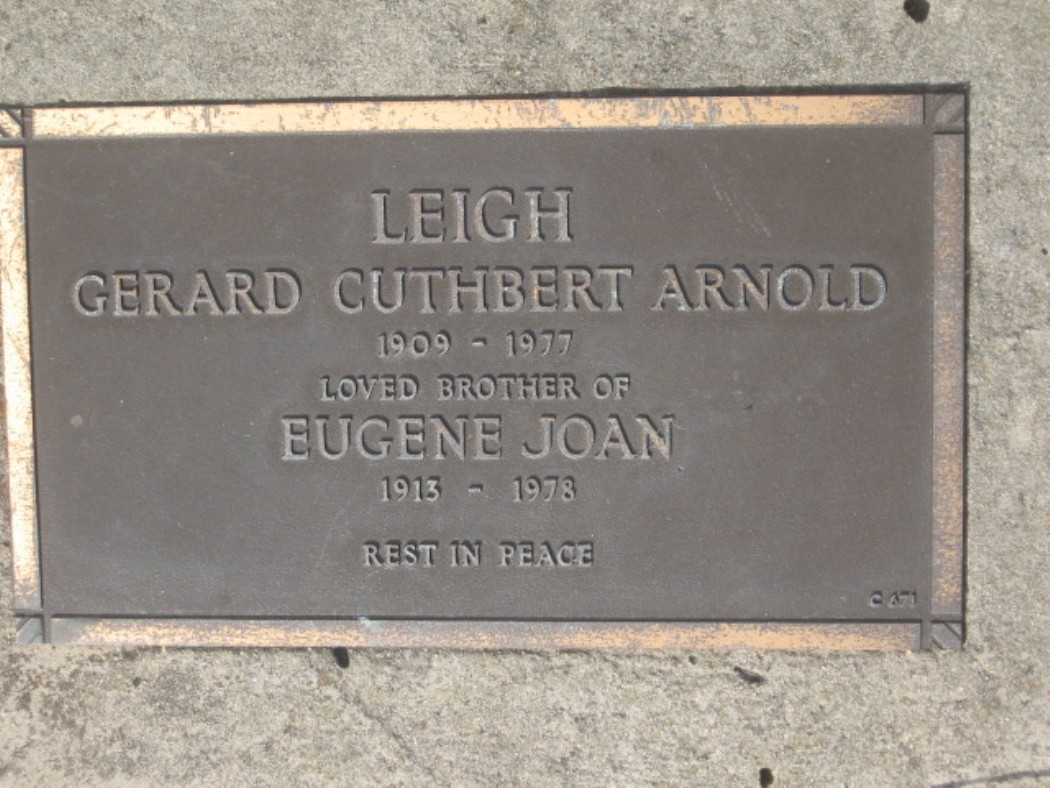 LEIGH
GERARD CUTHBERT ARNOLD
1909 - 1977
LOVED BROTHER OF
EUGENE JOAN
1913 - 1978
REST IN PEACE
C 671